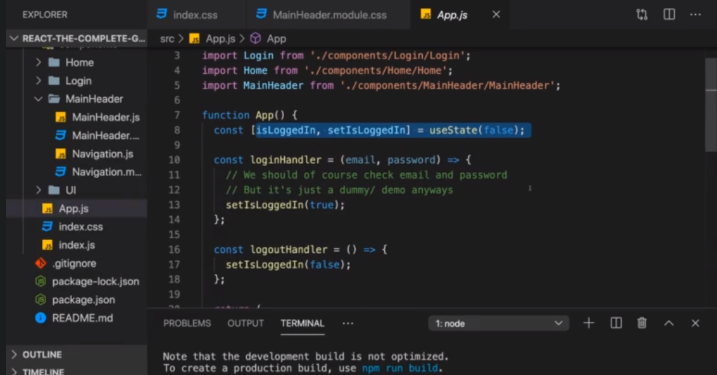 EXPLORER
REACT-THE-COMPLETE-G...
Home
Login
MainHeader
MainHeader.js
MainHeader....
Navigation.js
Navigation.m...
UI
App.js
index.css
index.js
.gitignore
package-lock.json
package.json
README.md
OUTLINE
TIMELINE
index.css
MainHeader.module.css
App.js
src > App.js > App
3 import Login from './components/Login/Login';
4 import Home from './components/Home/Home';
5 import MainHeader from './components/MainHeader/MainHeader';
6
7 function App() {
8 const [isLoggedIn, setIsLoggedIn] = useState(false);
9
10 const loginHandler = (email, password) => {
11 // We should of course check email and password
12 // But it's just a dummy/ demo anyways
13 setIsLoggedIn(true);
14 };
15
16 const logoutHandler = () => {
17 setIsLoggedIn(false);
18 };
19
20 return (
PROBLEMS OUTPUT TERMINAL ... 1: node
Note that the development build is not optimized.
To create a production build, use npm run build.